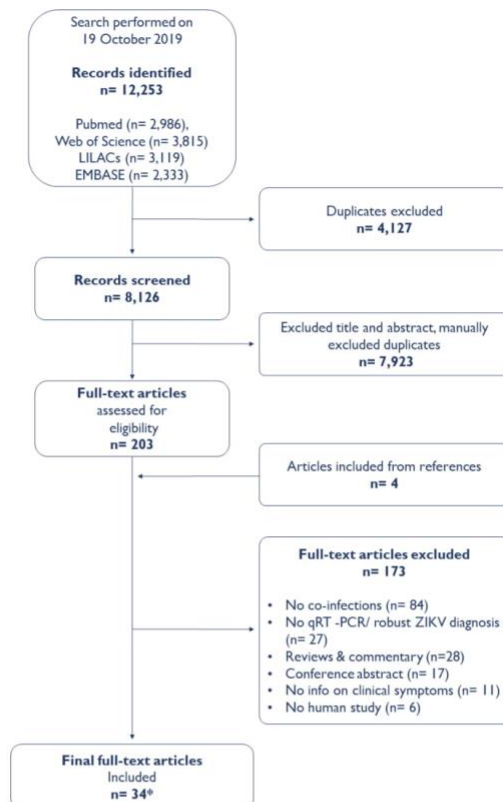 Search performed on
19 October 2019
Records identified
n= 12,253
Pubmed (n= 2,986),
Web of Science (n= 3,815)
LILACs (n= 3,119)
EMBASE (n= 2,333)
Duplicates excluded
n= 4,127
Records screened
n= 8,126
Excluded title and abstract, manually
excluded duplicates
n= 7,923
Full-text articles
assessed for
eligibility
n= 203
Articles included from references
n= 4
Full-text articles excluded
n= 173
• No co-infections (n= 84)
• No qRT -PCR/ robust ZIKV diagnosis
(n= 27)
• Reviews & commentary (n=28)
• Conference abstract (n= 17)
• No info on clinical symptoms (n= 11)
• No human study (n= 6)
Final full-text articles
Included
n= 34*